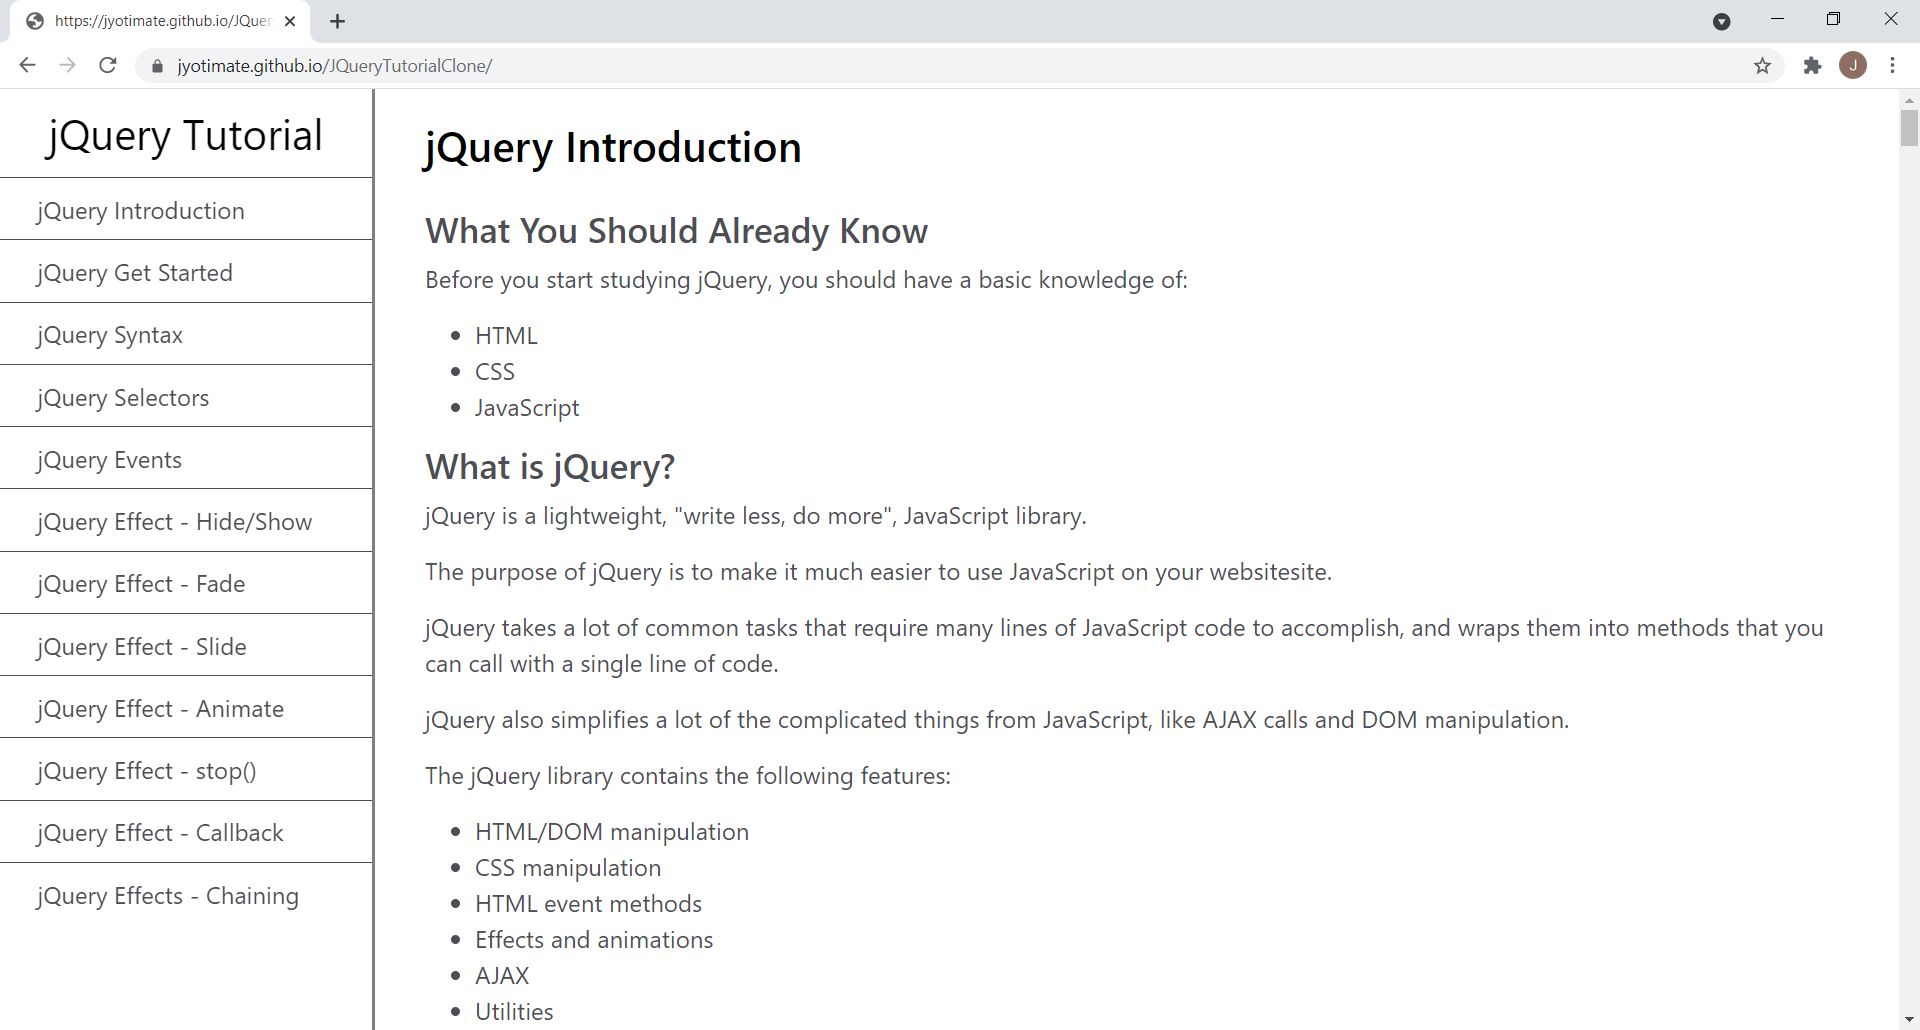 https://jyotimate.github.io/JQuer
jyotimate.github.io/JQueryTutorialClone/
J
jQuery Tutorial
jQuery Introduction
jQuery Get Started
jQuery Syntax
jQuery Selectors
jQuery Events
jQuery Effect - Hide/Show
jQuery Effect - Fade
jQuery Effect - Slide
jQuery Effect - Animate
jQuery Effect - stop()
jQuery Effect - Callback
jQuery Effects - Chaining
jQuery Introduction
What You Should Already Know
Before you start studying jQuery, you should have a basic knowledge of:
• HTML
• CSS
• JavaScript
What is jQuery?
jQuery is a lightweight, "write less, do more", JavaScript library.
The purpose of jQuery is to make it much easier to use JavaScript on your websitesite.
jQuery takes a lot of common tasks that require many lines of JavaScript code to accomplish, and wraps them into methods that you
can call with a single line of code.
jQuery also simplifies a lot of the complicated things from JavaScript, like AJAX calls and DOM manipulation.
The jQuery library contains the following features:
• HTML/DOM manipulation
• CSS manipulation
• HTML event methods
• Effects and animations
• AJAX
• Utilities